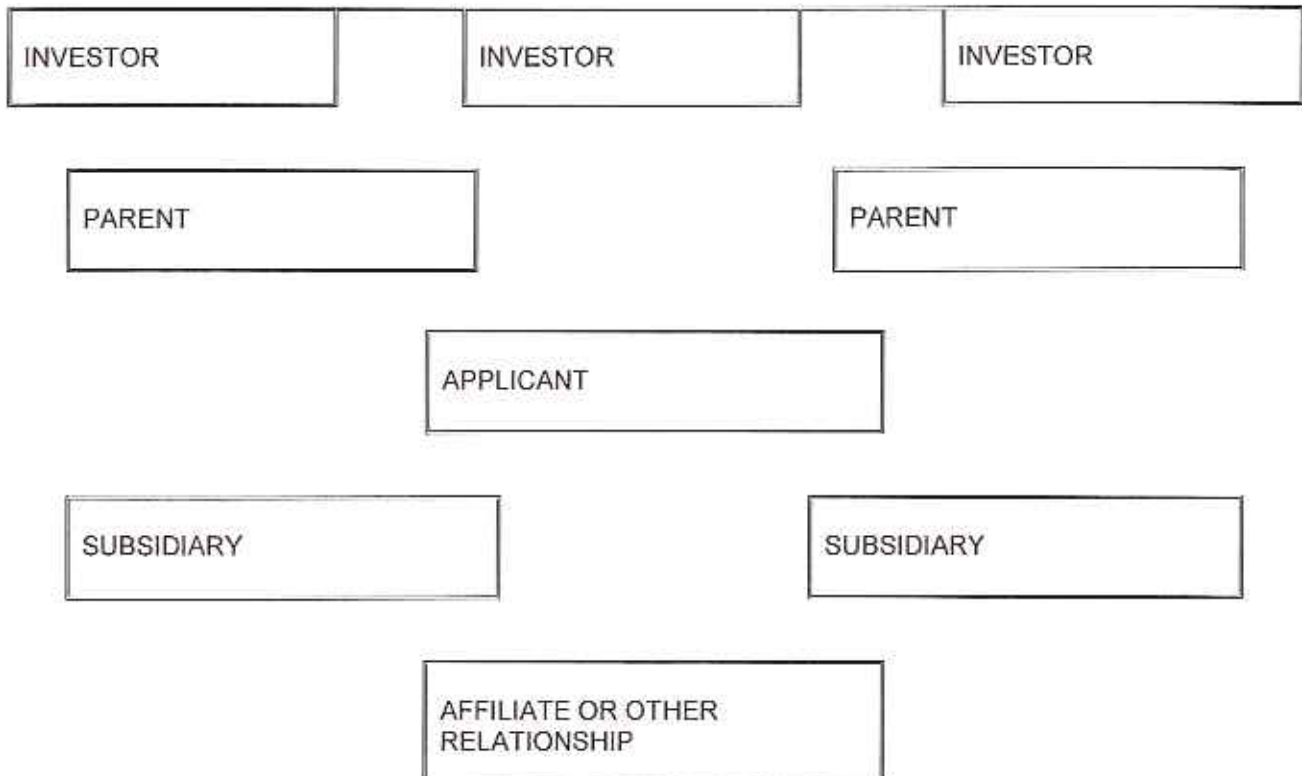 INVESTOR
INVESTOR
INVESTOR
PARENT
PARENT
APPLICANT
SUBSIDIARY
SUBSIDIARY
AFFILIATE OR OTHER
RELATIONSHIP